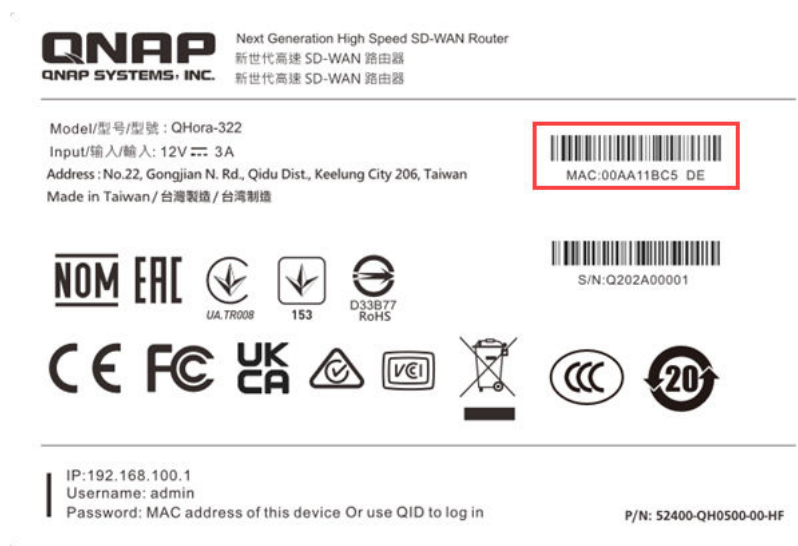 QNAP
QNAP SYSTEMS, INC.
Next Generation High Speed SD-WAN Router
新世代高速 SD-WAN 路由器
新世代高速 SD-WAN 路由器
Model/型号/型號 : QHora-322
Input/输入/輸入: 12V ⎓ 3A
Address : No.22, Gongjian N. Rd., Qidu Dist., Keelung City 206, Taiwan
Made in Taiwan / 台灣製造 / 台湾制造
MAC:00AA11BC5 DE
S/N:Q202A00001
NOM EAC
UA.TR008
153
D33B77
RoHS
CE FC UK
CA
VCI
CCC
20
IP:192.168.100.1
Username: admin
Password: MAC address of this device Or use QID to log in
P/N: 52400-QH0500-00-HF